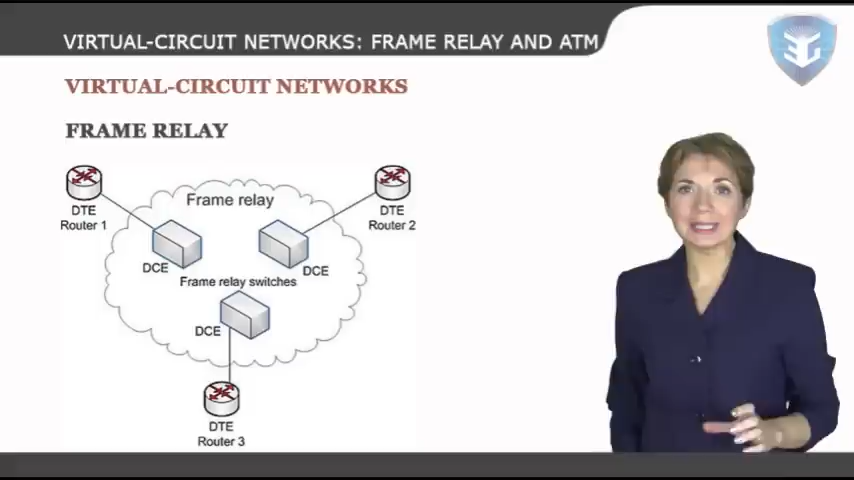 VIRTUAL-CIRCUIT NETWORKS: FRAME RELAY AND ATM
VIRTUAL-CIRCUIT NETWORKS
FRAME RELAY
Frame relay
DTE
Router 1
DTE
Router 2
DCE
DCE
Frame relay switches
DCE
DTE
Router 3